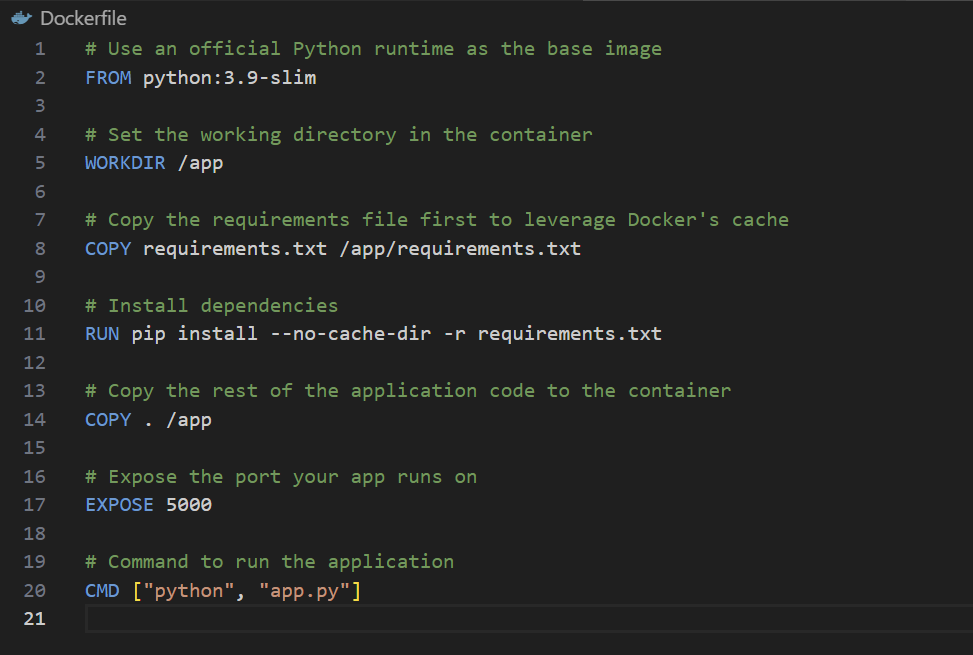 Dockerfile
1 # Use an official Python runtime as the base image
2 FROM python:3.9-slim
3
4 # Set the working directory in the container
5 WORKDIR /app
6
7 # Copy the requirements file first to leverage Docker's cache
8 COPY requirements.txt /app/requirements.txt
9
10 # Install dependencies
11 RUN pip install --no-cache-dir -r requirements.txt
12
13 # Copy the rest of the application code to the container
14 COPY . /app
15
16 # Expose the port your app runs on
17 EXPOSE 5000
18
19 # Command to run the application
20 CMD ["python", "app.py"]
21